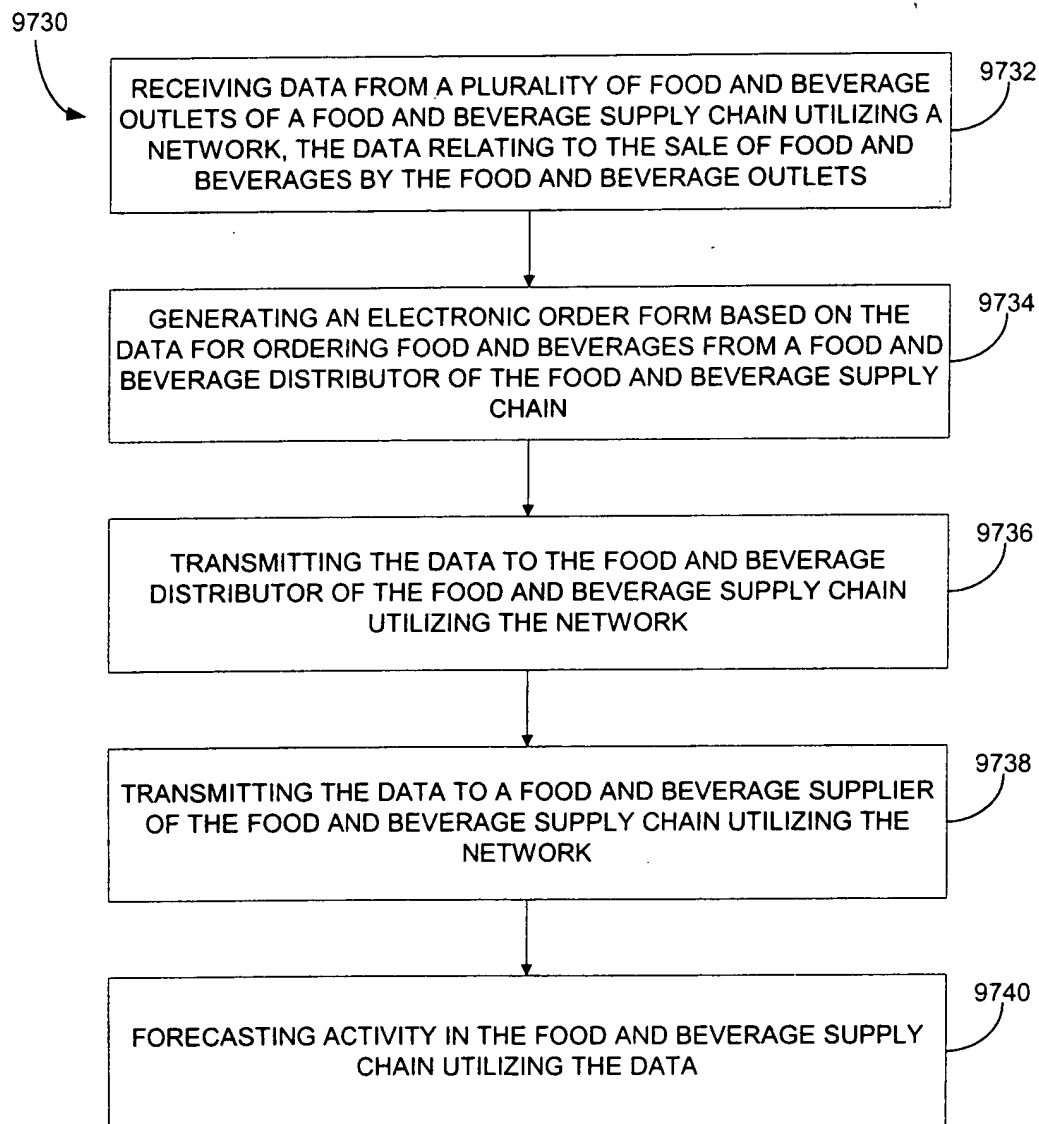 9730
RECEIVING DATA FROM A PLURALITY OF FOOD AND BEVERAGE
OUTLETS OF A FOOD AND BEVERAGE SUPPLY CHAIN UTILIZING A
NETWORK, THE DATA RELATING TO THE SALE OF FOOD AND
BEVERAGES BY THE FOOD AND BEVERAGE OUTLETS
9732
GENERATING AN ELECTRONIC ORDER FORM BASED ON THE
DATA FOR ORDERING FOOD AND BEVERAGES FROM A FOOD AND
BEVERAGE DISTRIBUTOR OF THE FOOD AND BEVERAGE SUPPLY
CHAIN
9734
TRANSMITTING THE DATA TO THE FOOD AND BEVERAGE
DISTRIBUTOR OF THE FOOD AND BEVERAGE SUPPLY CHAIN
UTILIZING THE NETWORK
9736
TRANSMITTING THE DATA TO A FOOD AND BEVERAGE SUPPLIER
OF THE FOOD AND BEVERAGE SUPPLY CHAIN UTILIZING THE
NETWORK
9738
FORECASTING ACTIVITY IN THE FOOD AND BEVERAGE SUPPLY
CHAIN UTILIZING THE DATA
9740